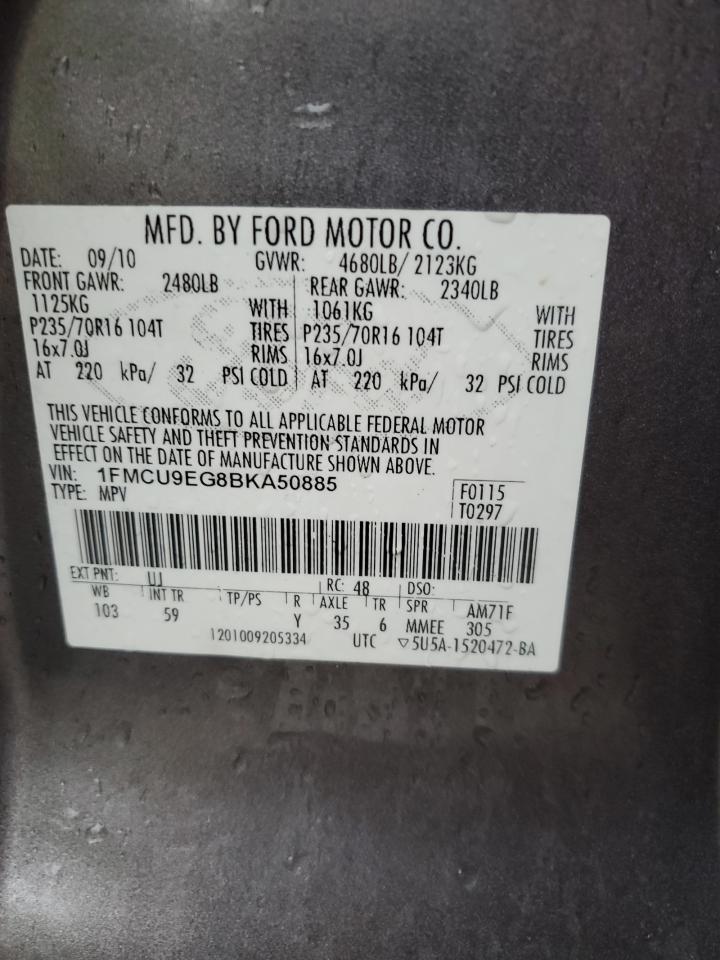 MFD. BY FORD MOTOR CO.
DATE: 09/10 GVWR: 4680LB/ 2123KG
FRONT GAWR: 2480LB REAR GAWR: 2340LB
1125KG WITH 1061KG WITH
P235/70R16 104T TIRES P235/70R16 104T TIRES
16x7.0J RIMS 16x7.0J RIMS
AT 220 kPa/ 32 PSI COLD AT 220 kPa/ 32 PSI COLD
THIS VEHICLE CONFORMS TO ALL APPLICABLE FEDERAL MOTOR
VEHICLE SAFETY AND THEFT PREVENTION STANDARDS IN
EFFECT ON THE DATE OF MANUFACTURE SHOWN ABOVE.
VIN: 1FMCU9EG8BKA50885
TYPE: MPV F0115
T0297
EXT PNT: UJ RC: 48 DSO:
WB INT TR TP/PS R AXLE TR SPR AM71F
103 59 Y 35 6 MMEE 305
1201009205334 UTC ▽5U5A-1520472-BA